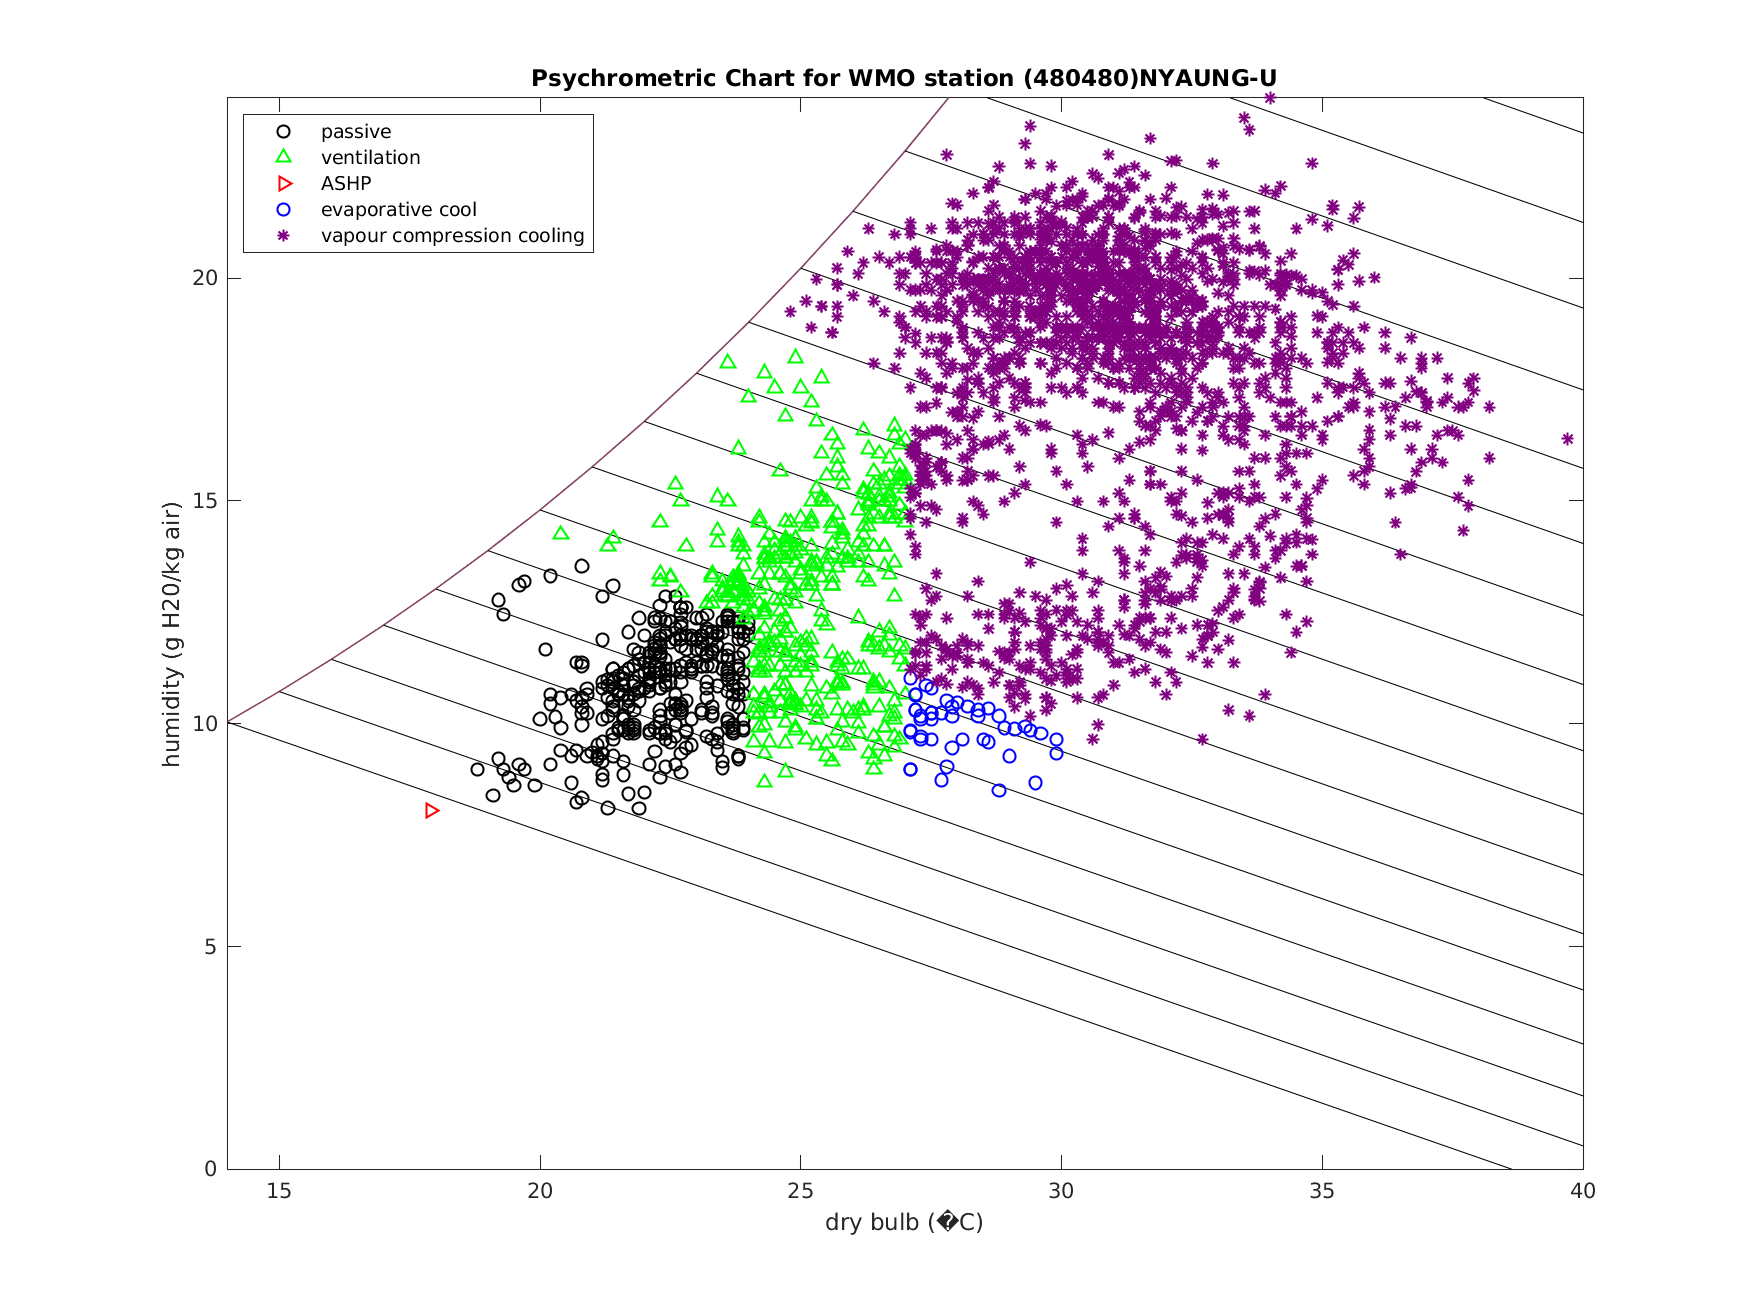 Psychrometric Chart for WMO station (480480)NYAUNG-U
passive
ventilation
ASHP
evaporative cool
vapour compression cooling
humidity (g H20/kg air)
20
15
10
5
0
15
20
25
30
35
40
dry bulb (�C)